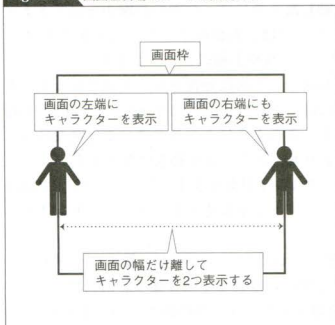 画面枠
画面の左端に
キャラクターを表示
画面の右端にも
キャラクターを表示
画面の幅だけ離して
キャラクターを2つ表示する